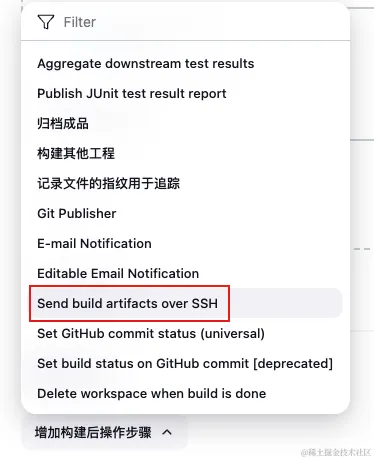 Filter
Aggregate downstream test results
Publish JUnit test result report
归档成品
构建其他工程
记录文件的指纹用于追踪
Git Publisher
E-mail Notification
Editable Email Notification
Send build artifacts over SSH
Set GitHub commit status (universal)
Set build status on GitHub commit [deprecated]
Delete workspace when build is done
增加构建后操作步骤
@稀土掘金技术社区